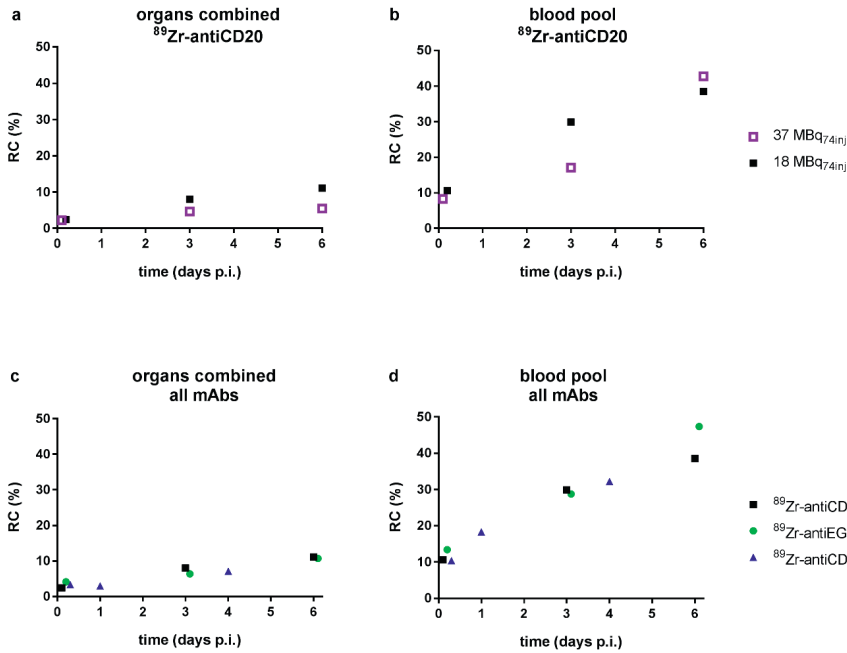 a
organs combined
⁸⁹Zr-antiCD20
RC (%)
50
40
30
20
10
0
0 1 2 3 4 5 6
time (days p.i.)
b
blood pool
⁸⁹Zr-antiCD20
RC (%)
50
40
30
20
10
0
0 1 2 3 4 5 6
time (days p.i.)
37 MBq₇₄ᵢₙⱼ
18 MBq₇₄ᵢₙⱼ
c
organs combined
all mAbs
RC (%)
50
40
30
20
10
0
0 1 2 3 4 5 6
time (days p.i.)
d
blood pool
all mAbs
RC (%)
50
40
30
20
10
0
0 1 2 3 4 5 6
time (days p.i.)
⁸⁹Zr-antiCD
⁸⁹Zr-antiEG
⁸⁹Zr-antiCD